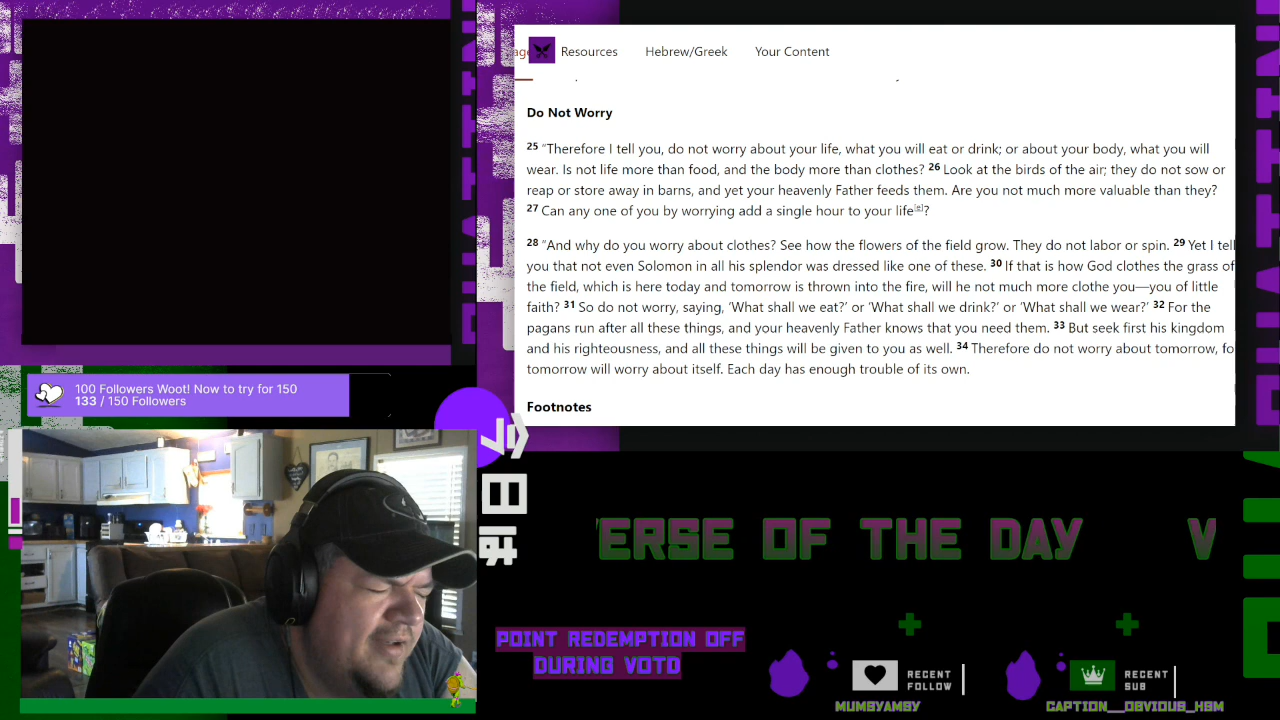 Resources Hebrew/Greek Your Content
Do Not Worry
25 “Therefore I tell you, do not worry about your life, what you will eat or drink; or about your body, what you will
wear. Is not life more than food, and the body more than clothes? 26 Look at the birds of the air; they do not sow or
reap or store away in barns, and yet your heavenly Father feeds them. Are you not much more valuable than they?
27 Can any one of you by worrying add a single hour to your life[e]?
28 “And why do you worry about clothes? See how the flowers of the field grow. They do not labor or spin. 29 Yet I tell
you that not even Solomon in all his splendor was dressed like one of these. 30 If that is how God clothes the grass of
the field, which is here today and tomorrow is thrown into the fire, will he not much more clothe you—you of little
faith? 31 So do not worry, saying, ‘What shall we eat?’ or ‘What shall we drink?’ or ‘What shall we wear?’ 32 For the
pagans run after all these things, and your heavenly Father knows that you need them. 33 But seek first his kingdom
and his righteousness, and all these things will be given to you as well. 34 Therefore do not worry about tomorrow, fo
tomorrow will worry about itself. Each day has enough trouble of its own.
Footnotes
100 Followers Woot! Now to try for 150
133 / 150 Followers
ERSE OF THE DAY V
POINT REDEMPTION OFF
DURING VOTD
RECENT
FOLLOW
MUMBYAMBY
RECENT
SUB
CAPTION__OBVIOUS_HSM